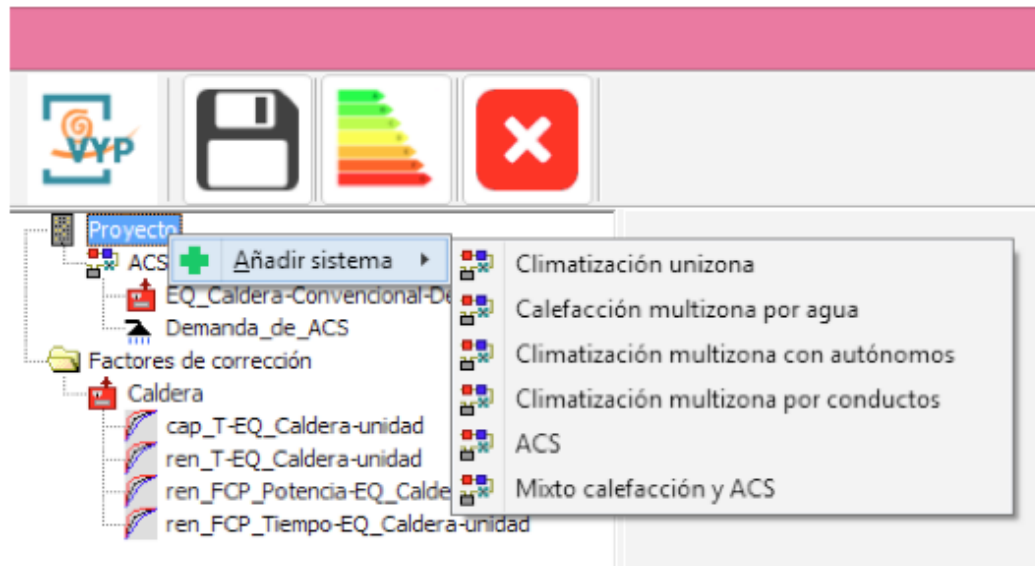 VYP
Proyecto
Añadir sistema
ACS
EQ_Caldera-Convencional-De
Demanda_de_ACS
Factores de corrección
Caldera
cap_T-EQ_Caldera-unidad
ren_T-EQ_Caldera-unidad
ren_FCP_Potencia-EQ_Calde
ren_FCP_Tiempo-EQ_Caldera-unidad
Climatización unizona
Calefacción multizona por agua
Climatización multizona con autónomos
Climatización multizona por conductos
ACS
Mixto calefacción y ACS